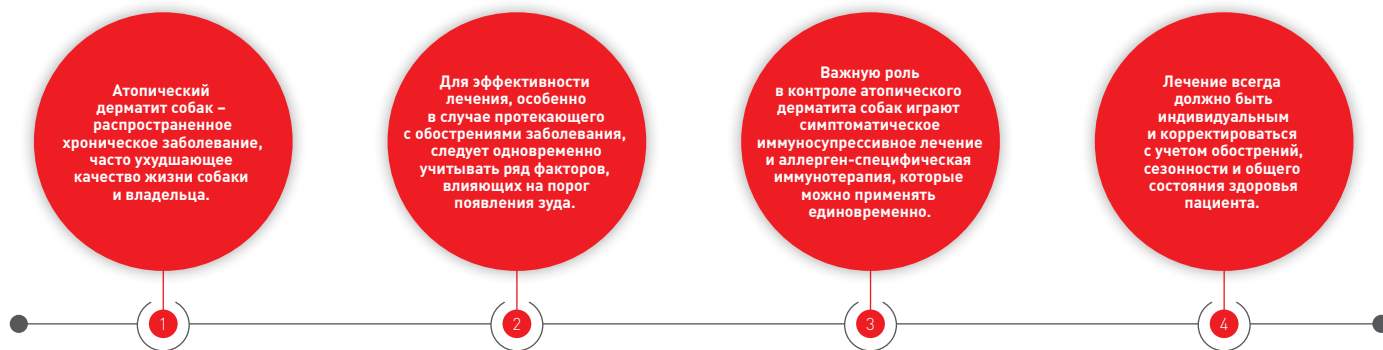 Атопический
дерматит собак –
распространенное
хроническое заболевание,
часто ухудшающее
качество жизни собаки
и владельца.
Для эффективности
лечения, особенно
в случае протекающего
с обострениями заболевания,
следует одновременно
учитывать ряд факторов,
влияющих на порог
появления зуда.
Важную роль
в контроле атопического
дерматита собак играют
симптоматическое
иммуносупрессивное лечение
и аллерген-специфическая
иммунотерапия, которые
можно применять
единовременно.
Лечение всегда
должно быть
индивидуальным
и корректироваться
с учетом обострений,
сезонности и общего
состояния здоровья
пациента.
1
2
3
4